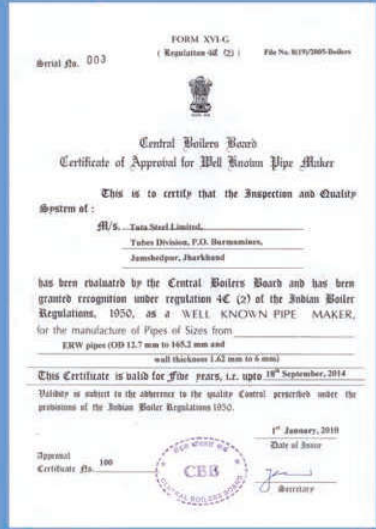 FORM XVI-G
( Regulation 4C (2) )
File No. 8(19)/2005-Boilers
Serial No. 003
Central Boilers Board
Certificate of Approval for Well Known Pipe Maker
This is to certify that the Inspection and Quality
System of :
M/s. Tata Steel Limited,
Tubes Division, P.O. Burmamines,
Jamshedpur, Jharkhand
has been evaluated by the Central Boilers Board and has been
granted recognition under regulation 4C (2) of the Indian Boiler
Regulations, 1950, as a WELL KNOWN PIPE MAKER,
for the manufacture of Pipes of Sizes from
ERW pipes (OD 12.7 mm to 165.2 mm and
wall thickness 1.62 mm to 6 mm)
This Certificate is valid for Five years, i.e. upto 18th September, 2014
Validity is subject to the adherence to the quality Control perscribed under the
provisions of the Indian Boiler Regulations 1950.
1st January, 2010
Date of Issue
Approval
Certificate No. 100
CBB
CENTRAL BOILERS BOARD
Secretary